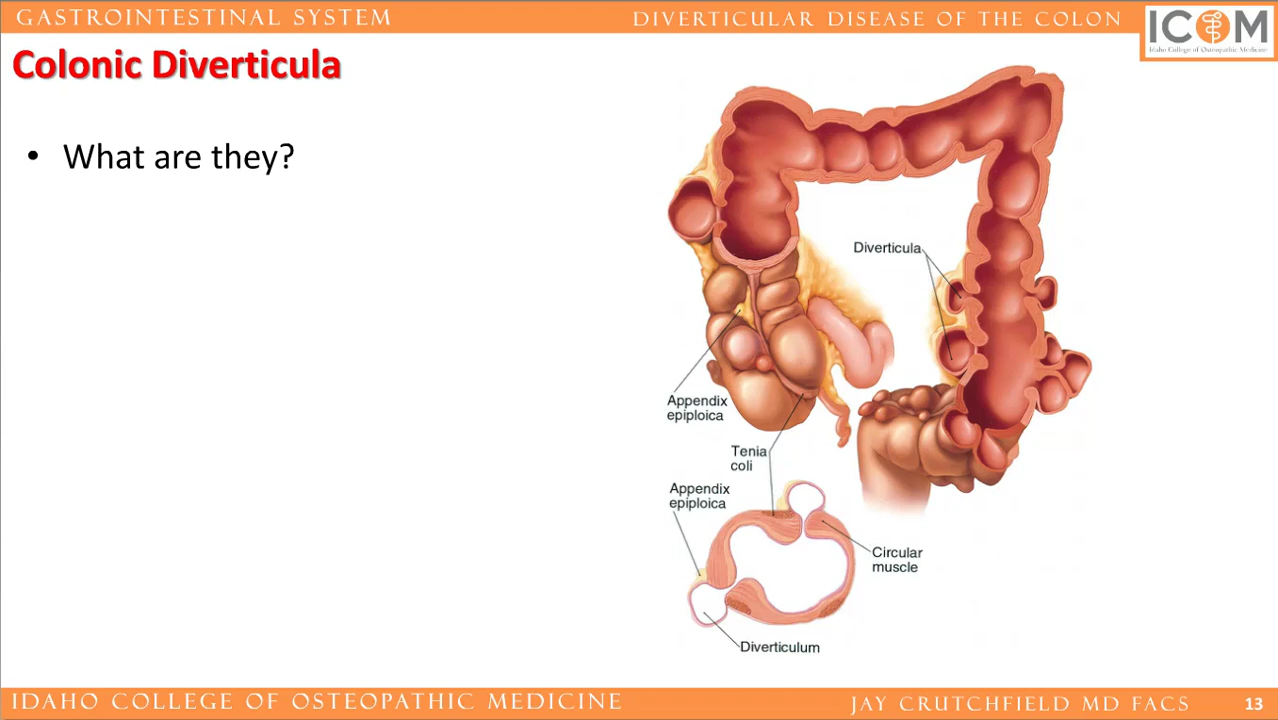 GASTROINTESTINAL SYSTEM
DIVERTICULAR DISEASE OF THE COLON
ICOM
Idaho College of Osteopathic Medicine
Colonic Diverticula
• What are they?
Diverticula
Appendix
epiploica
Tenia
coli
Appendix
epiploica
Circular
muscle
Diverticulum
IDAHO COLLEGE OF OSTEOPATHIC MEDICINE
JAY CRUTCHFIELD MD FACS
13